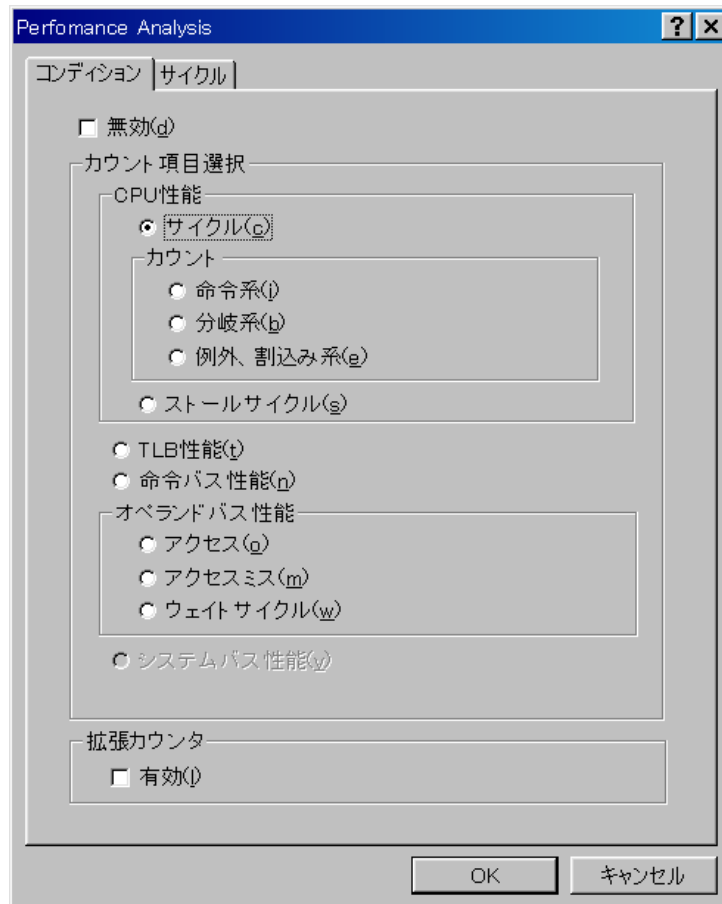 Perfomance Analysis
コンディション サイクル
無効(d)
カウント項目選択
CPU性能
サイクル(c)
カウント
命令系(i)
分岐系(b)
例外、割込み系(e)
ストールサイクル(s)
TLB性能(t)
命令バス性能(n)
オペランドバス性能
アクセス(o)
アクセスミス(m)
ウェイトサイクル(w)
システムバス性能(y)
拡張カウンタ
有効(l)
OK キャンセル